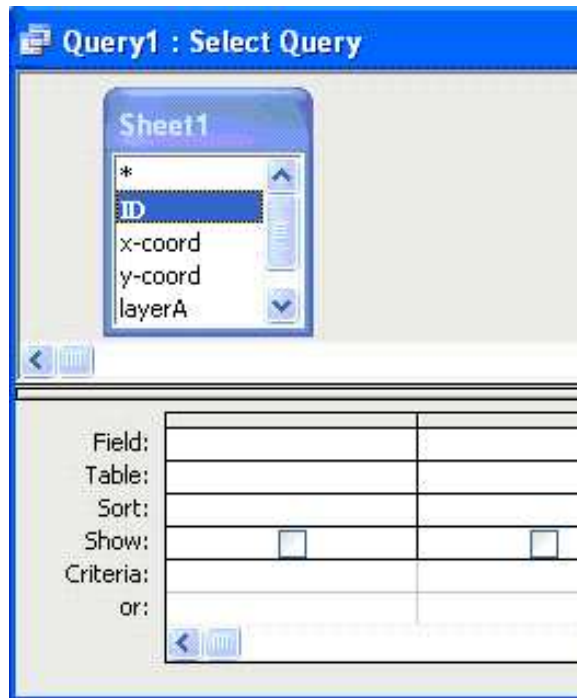 Query1 : Select Query
Sheet1
*
ID
x-coord
y-coord
layerA
Field:
Table:
Sort:
Show:
Criteria:
or: